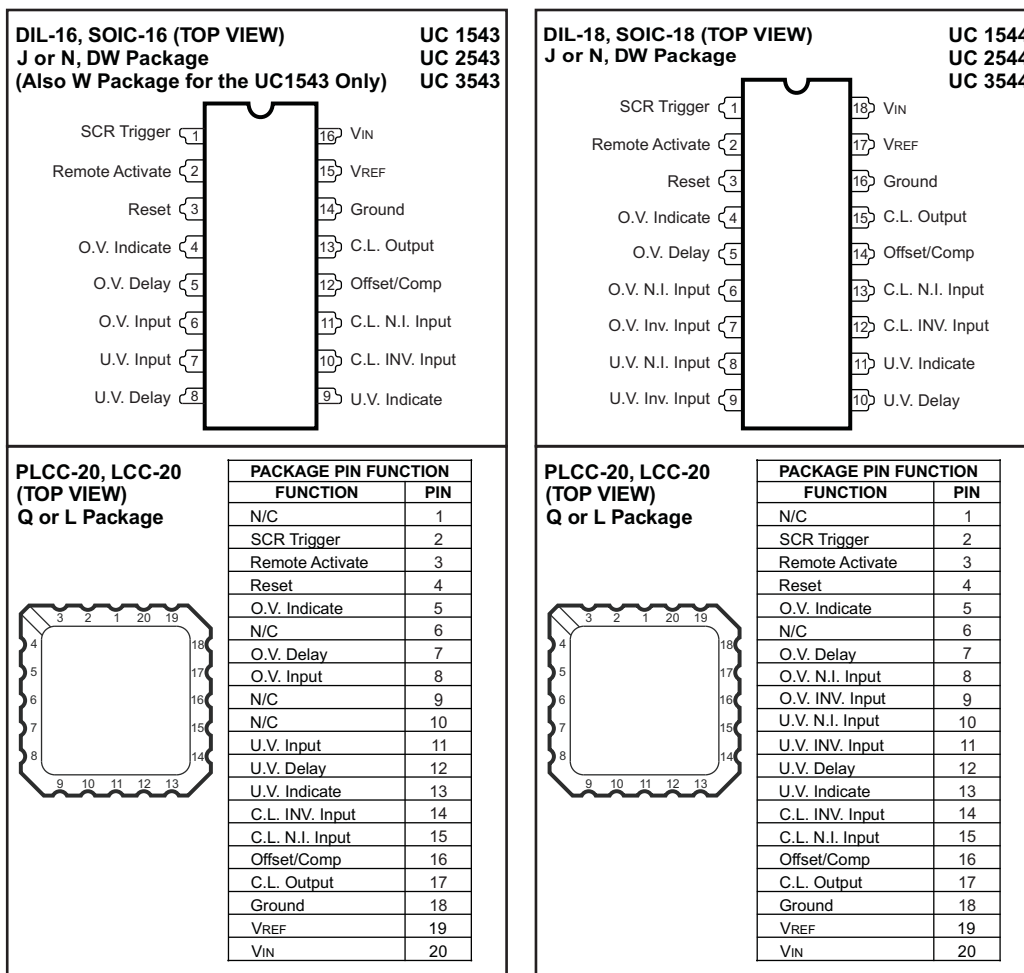 DIL-16, SOIC-16 (TOP VIEW) UC 1543
J or N, DW Package UC 2543
(Also W Package for the UC1543 Only) UC 3543
SCR Trigger 1 16 VIN
Remote Activate 2 15 VREF
Reset 3 14 Ground
O.V. Indicate 4 13 C.L. Output
O.V. Delay 5 12 Offset/Comp
O.V. Input 6 11 C.L. N.I. Input
U.V. Input 7 10 C.L. INV. Input
U.V. Delay 8 9 U.V. Indicate
DIL-18, SOIC-18 (TOP VIEW) UC 1544
J or N, DW Package UC 2544
UC 3544
SCR Trigger 1 18 VIN
Remote Activate 2 17 VREF
Reset 3 16 Ground
O.V. Indicate 4 15 C.L. Output
O.V. Delay 5 14 Offset/Comp
O.V. N.I. Input 6 13 C.L. N.I. Input
O.V. Inv. Input 7 12 C.L. INV. Input
U.V. N.I. Input 8 11 U.V. Indicate
U.V. Inv. Input 9 10 U.V. Delay
PLCC-20, LCC-20
(TOP VIEW)
Q or L Package
3 2 1 20 19
4 18
5 17
6 16
7 15
8 14
9 10 11 12 13
PACKAGE PIN FUNCTION
FUNCTION PIN
N/C 1
SCR Trigger 2
Remote Activate 3
Reset 4
O.V. Indicate 5
N/C 6
O.V. Delay 7
O.V. Input 8
N/C 9
N/C 10
U.V. Input 11
U.V. Delay 12
U.V. Indicate 13
C.L. INV. Input 14
C.L. N.I. Input 15
Offset/Comp 16
C.L. Output 17
Ground 18
VREF 19
VIN 20
PLCC-20, LCC-20
(TOP VIEW)
Q or L Package
3 2 1 20 19
4 18
5 17
6 16
7 15
8 14
9 10 11 12 13
PACKAGE PIN FUNCTION
FUNCTION PIN
N/C 1
SCR Trigger 2
Remote Activate 3
Reset 4
O.V. Indicate 5
N/C 6
O.V. Delay 7
O.V. N.I. Input 8
O.V. INV. Input 9
U.V. N.I. Input 10
U.V. INV. Input 11
U.V. Delay 12
U.V. Indicate 13
C.L. INV. Input 14
C.L. N.I. Input 15
Offset/Comp 16
C.L. Output 17
Ground 18
VREF 19
VIN 20